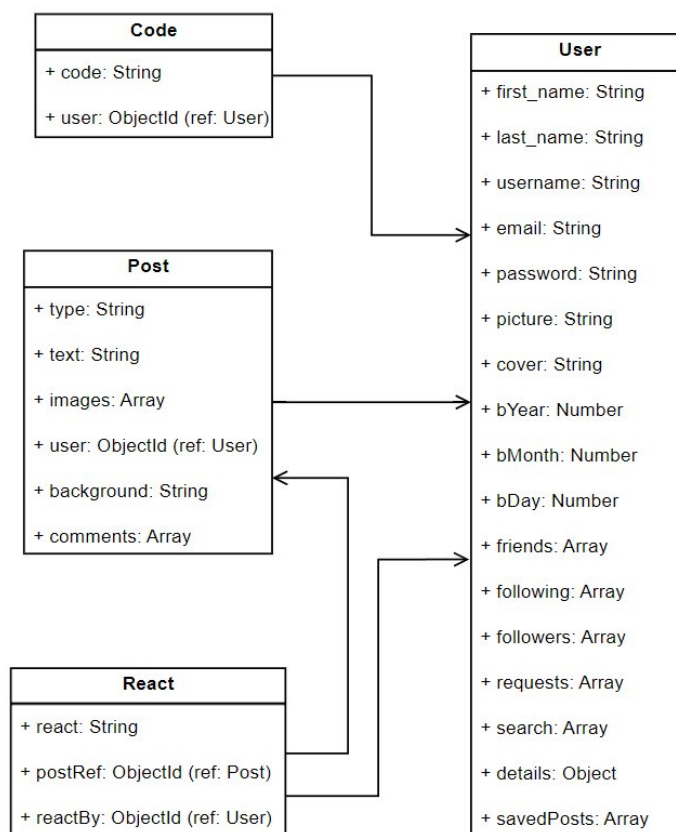 Code
+ code: String
+ user: ObjectId (ref: User)
Post
+ type: String
+ text: String
+ images: Array
+ user: ObjectId (ref: User)
+ background: String
+ comments: Array
React
+ react: String
+ postRef: ObjectId (ref: Post)
+ reactBy: ObjectId (ref: User)
User
+ first_name: String
+ last_name: String
+ username: String
+ email: String
+ password: String
+ picture: String
+ cover: String
+ bYear: Number
+ bMonth: Number
+ bDay: Number
+ friends: Array
+ following: Array
+ followers: Array
+ requests: Array
+ search: Array
+ details: Object
+ savedPosts: Array